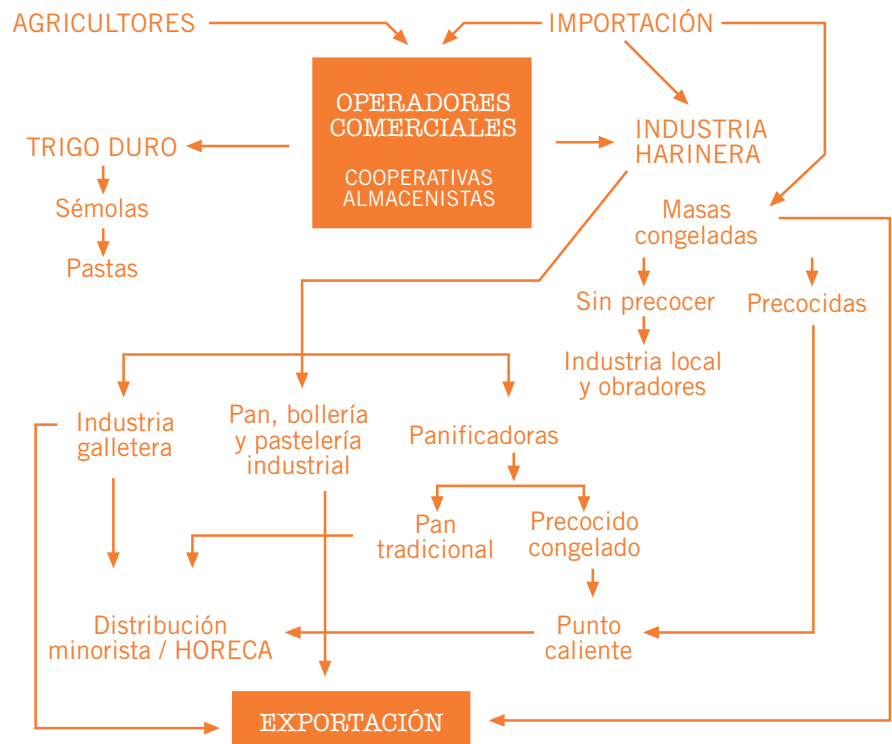 AGRICULTORES
IMPORTACIÓN
OPERADORES
COMERCIALES
COOPERATIVAS
ALMACENISTAS
TRIGO DURO
INDUSTRIA
HARINERA
Sémolas
Pastas
Masas
congeladas
Sin precocer
Precocidas
Industria local
y obradores
Industria
galletera
Pan, bollería
y pastelería
industrial
Panificadoras
Pan
tradicional
Precocido
congelado
Distribución
minorista / HORECA
Punto
caliente
EXPORTACIÓN